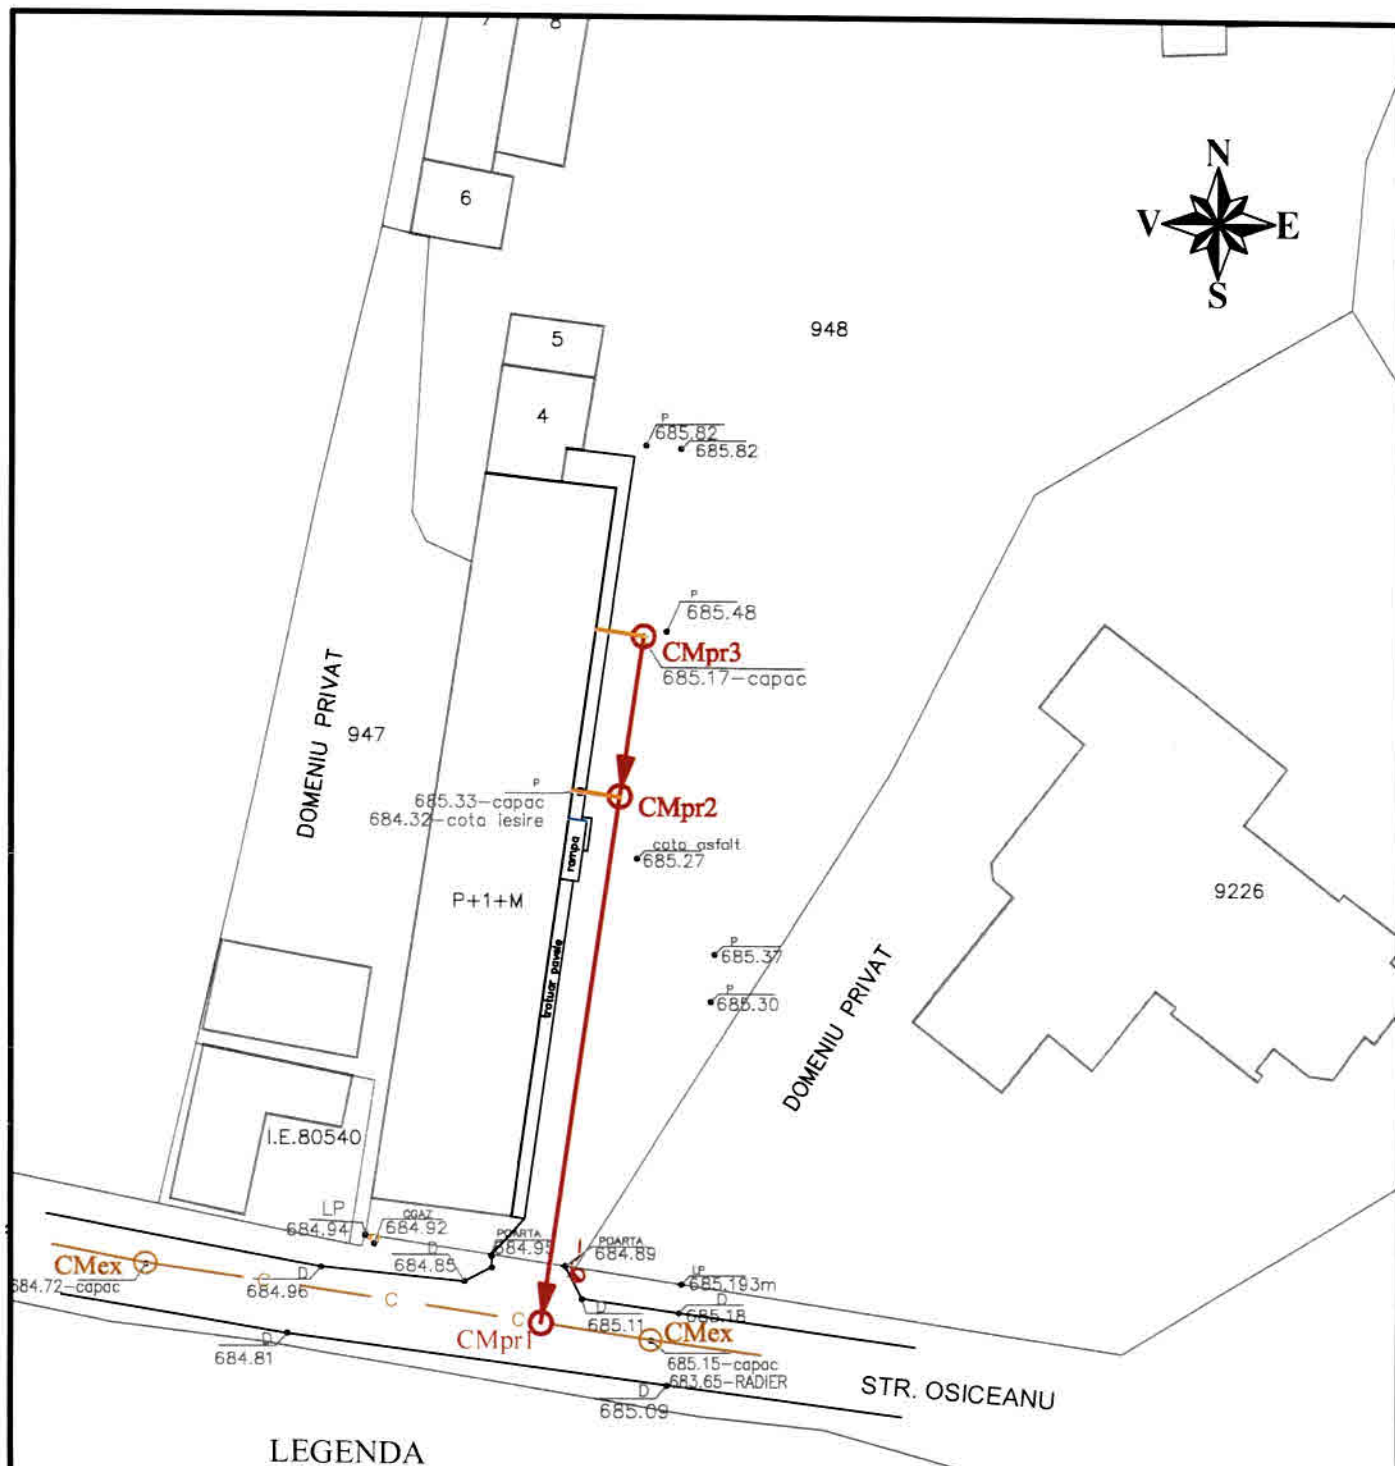 7
8
6
N
V
E
S
948
5
4
P
685.82
685.82
P
685.48
CMpr3
685.17-capac
DOMENIU PRIVAT
947
P
685.33-capac
684.32-cota iesire
CMpr2
cota asfalt
685.27
rampa
P+1+M
9226
trotuar pavele
P
685.37
P
685.30
DOMENIU PRIVAT
I.E.80540
LP
684.94
CGAZ
684.92
D
684.85
POARTA
684.95
POARTA
684.89
CMex
684.72-capac
D
684.96
C
C
C
LP
685.193m
D
685.18
D
685.11
CMpr1
CMex
685.15-capac
683.65-RADIER
D
684.81
D
685.09
STR. OSICEANU
LEGENDA